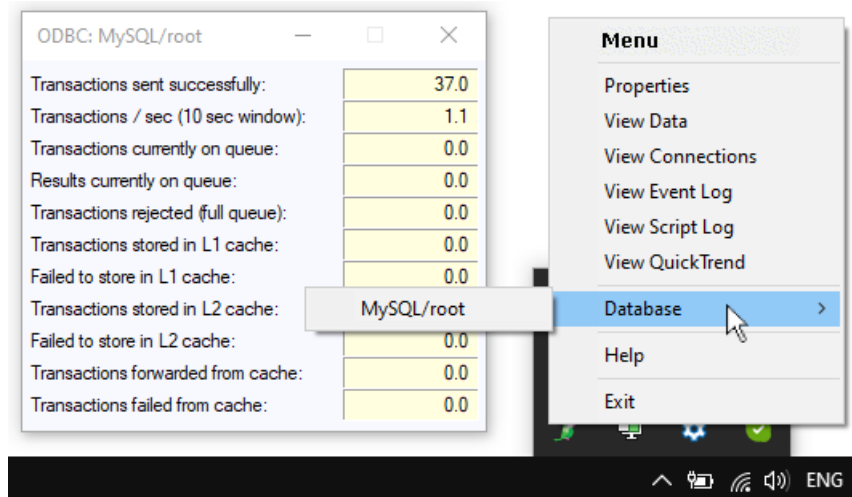 ODBC: MySQL/root
Transactions sent successfully: 37.0
Transactions / sec (10 sec window): 1.1
Transactions currently on queue: 0.0
Results currently on queue: 0.0
Transactions rejected (full queue): 0.0
Transactions stored in L1 cache: 0.0
Failed to store in L1 cache: 0.0
Transactions stored in L2 cache:
Failed to store in L2 cache: 0.0
Transactions forwarded from cache: 0.0
Transactions failed from cache: 0.0
MySQL/root
Menu
Properties
View Data
View Connections
View Event Log
View Script Log
View QuickTrend
Database
Help
Exit
ENG